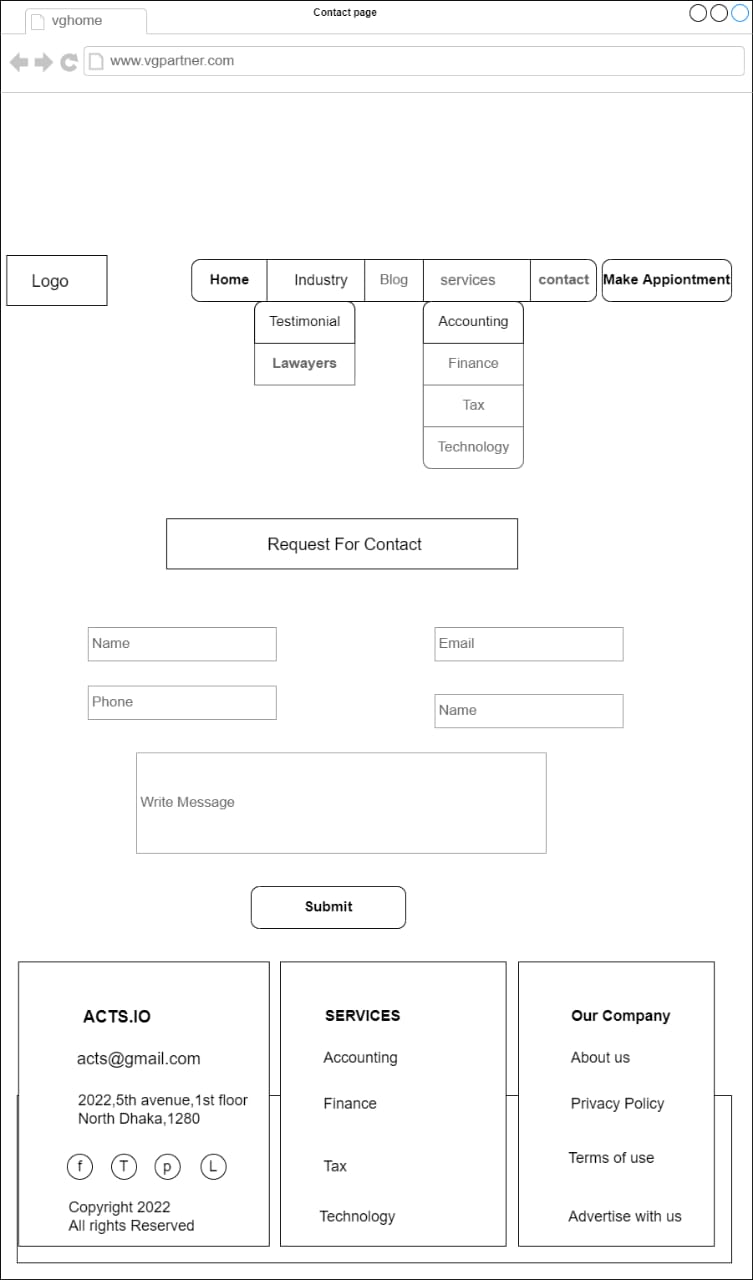 Contact page
vghome
www.vgpartner.com
Logo
Home
Industry
Blog
services
contact
Make Appiontment
Testimonial
Lawayers
Accounting
Finance
Tax
Technology
Request For Contact
Name
Email
Phone
Name
Write Message
Submit
ACTS.IO
acts@gmail.com
2022,5th avenue,1st floor
North Dhaka,1280
f
T
p
L
Copyright 2022
All rights Reserved
SERVICES
Accounting
Finance
Tax
Technology
Our Company
About us
Privacy Policy
Terms of use
Advertise with us